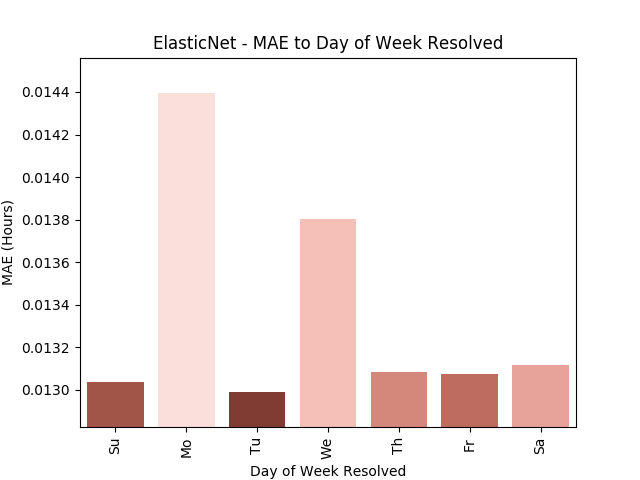 ElasticNet - MAE to Day of Week Resolved
MAE (Hours)
0.0144
0.0142
0.0140
0.0138
0.0136
0.0134
0.0132
0.0130
Su
Mo
Tu
We
Th
Fr
Sa
Day of Week Resolved